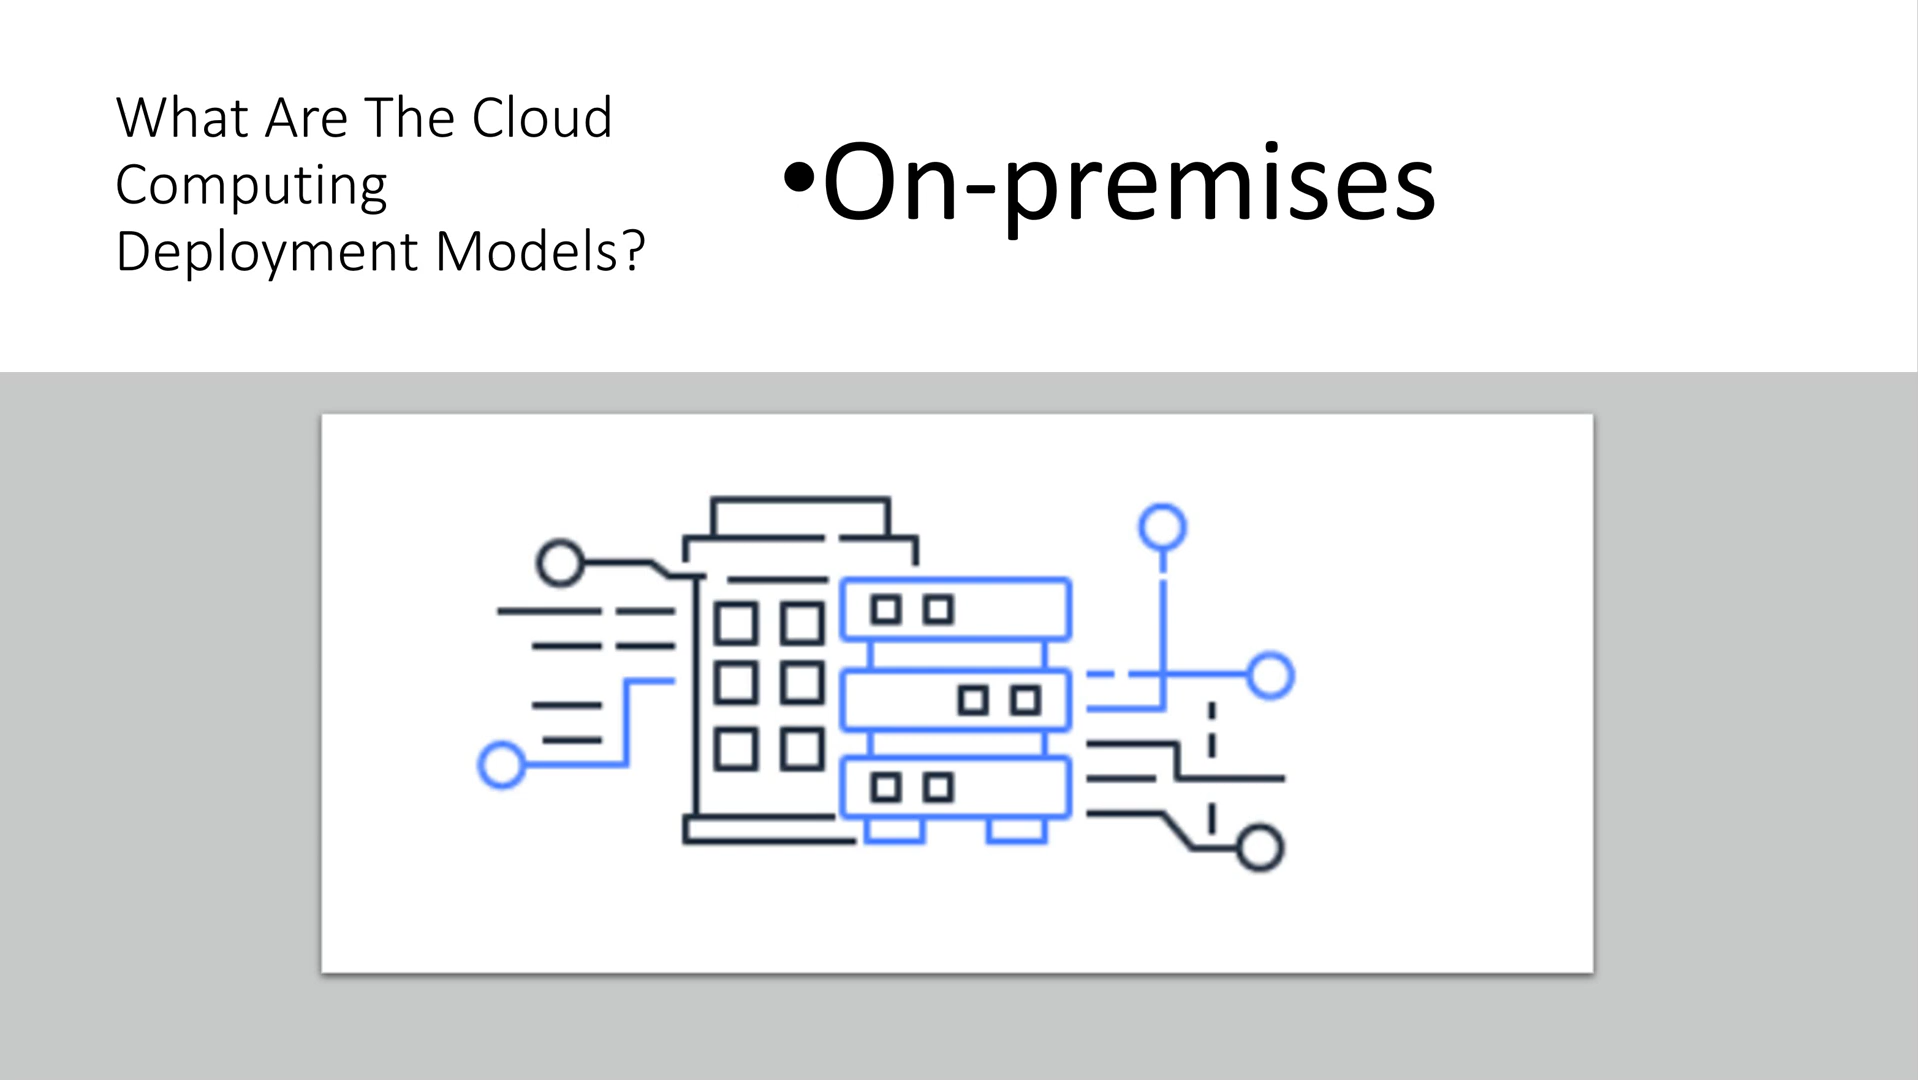 What Are The Cloud
Computing
Deployment Models?
•On-premises